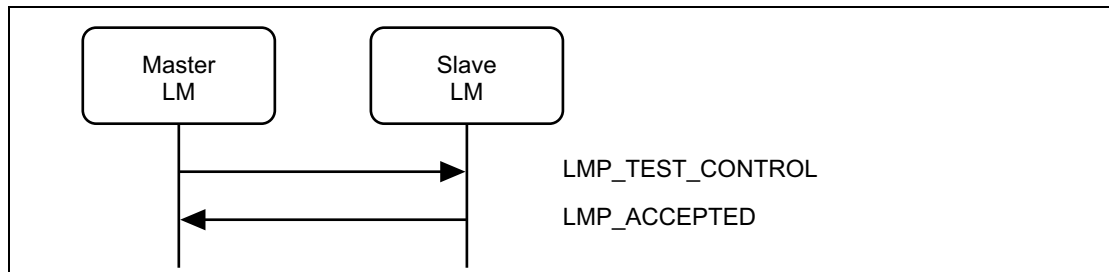 Master
LM
Slave
LM
LMP_TEST_CONTROL
LMP_ACCEPTED